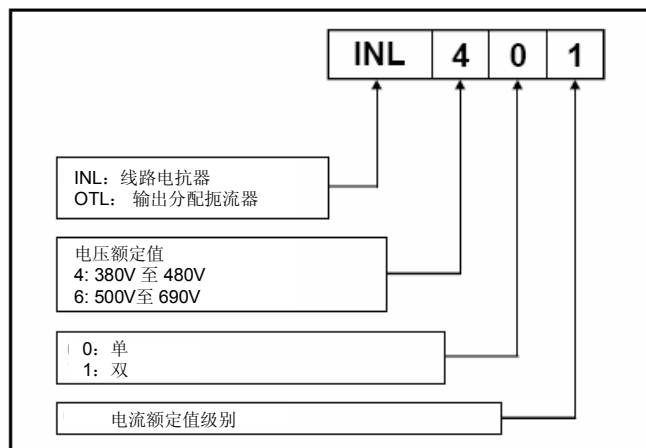 INL 4 0 1
INL：线路电抗器
OTL： 输出分配扼流器
电压额定值
4: 380V 至 480V
6: 500V至 690V
0：单
1：双
电流额定值级别